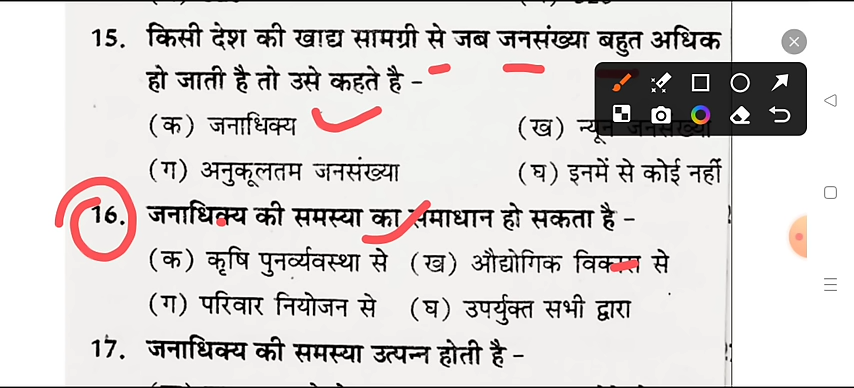 15. किसी देश की खाद्य सामग्री से जब जनसंख्या बहुत अधिक
हो जाती है तो उसे कहते है -
(क) जनाधिक्य (ख) न्यून जनसंख्या
(ग) अनुकूलतम जनसंख्या (घ) इनमें से कोई नहीं
16. जनाधिक्य की समस्या का समाधान हो सकता है -
(क) कृषि पुनर्व्यवस्था से (ख) औद्योगिक विकास से
(ग) परिवार नियोजन से (घ) उपर्युक्त सभी द्वारा
17. जनाधिक्य की समस्या उत्पन्न होती है -